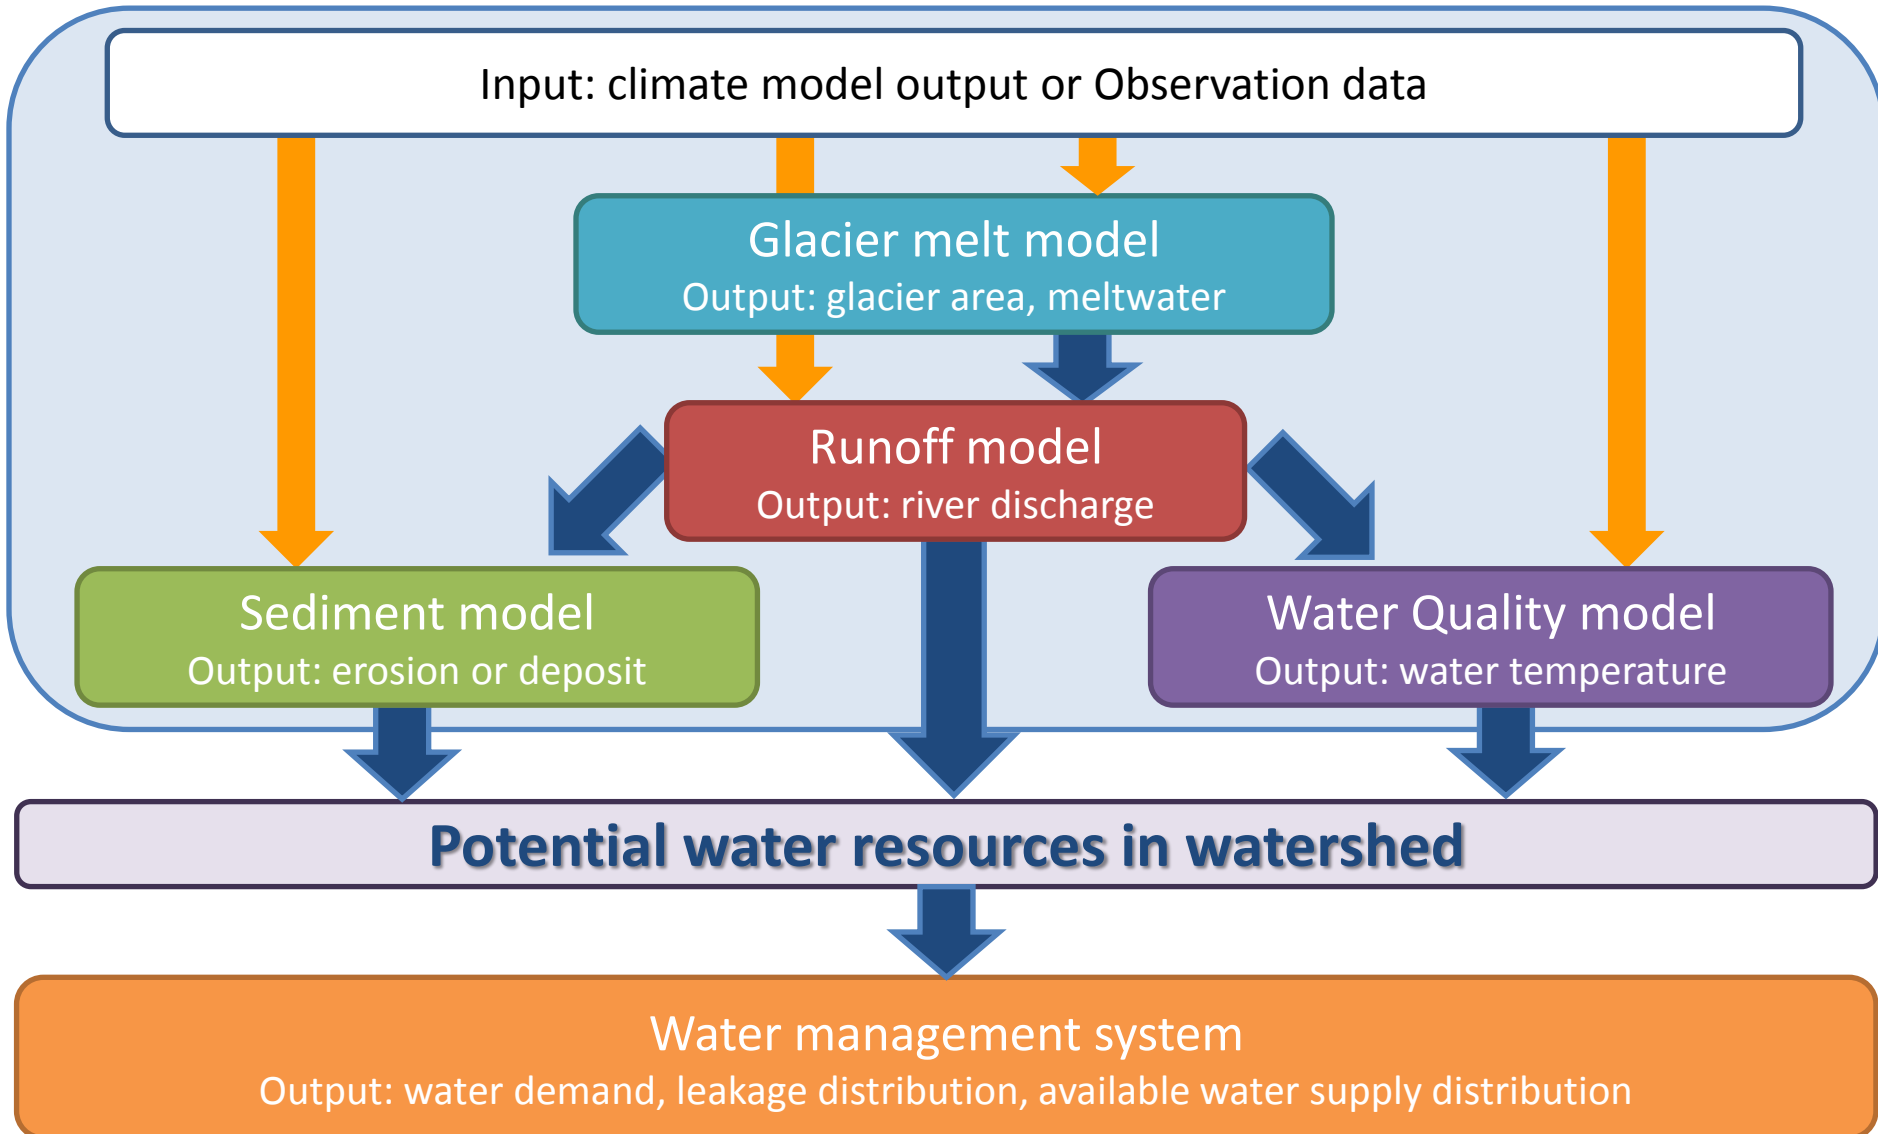 Input: climate model output or Observation data
Glacier melt model
Output: glacier area, meltwater
Runoff model
Output: river discharge
Sediment model
Output: erosion or deposit
Water Quality model
Output: water temperature
Potential water resources in watershed
Water management system
Output: water demand, leakage distribution, available water supply distribution